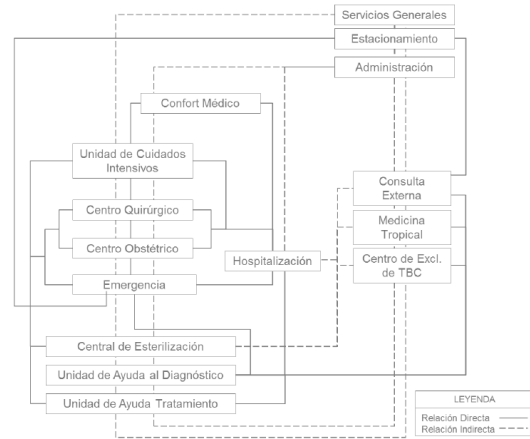 Servicios Generales
Estacionamiento
Administración
Confort Médico
Unidad de Cuidados
Intensivos
Consulta
Externa
Centro Quirúrgico
Medicina
Tropical
Centro Obstétrico
Hospitalización
Centro de Excl.
de TBC
Emergencia
Central de Esterilización
Unidad de Ayuda al Diagnóstico
Unidad de Ayuda Tratamiento
LEYENDA
Relación Directa
Relación Indirecta